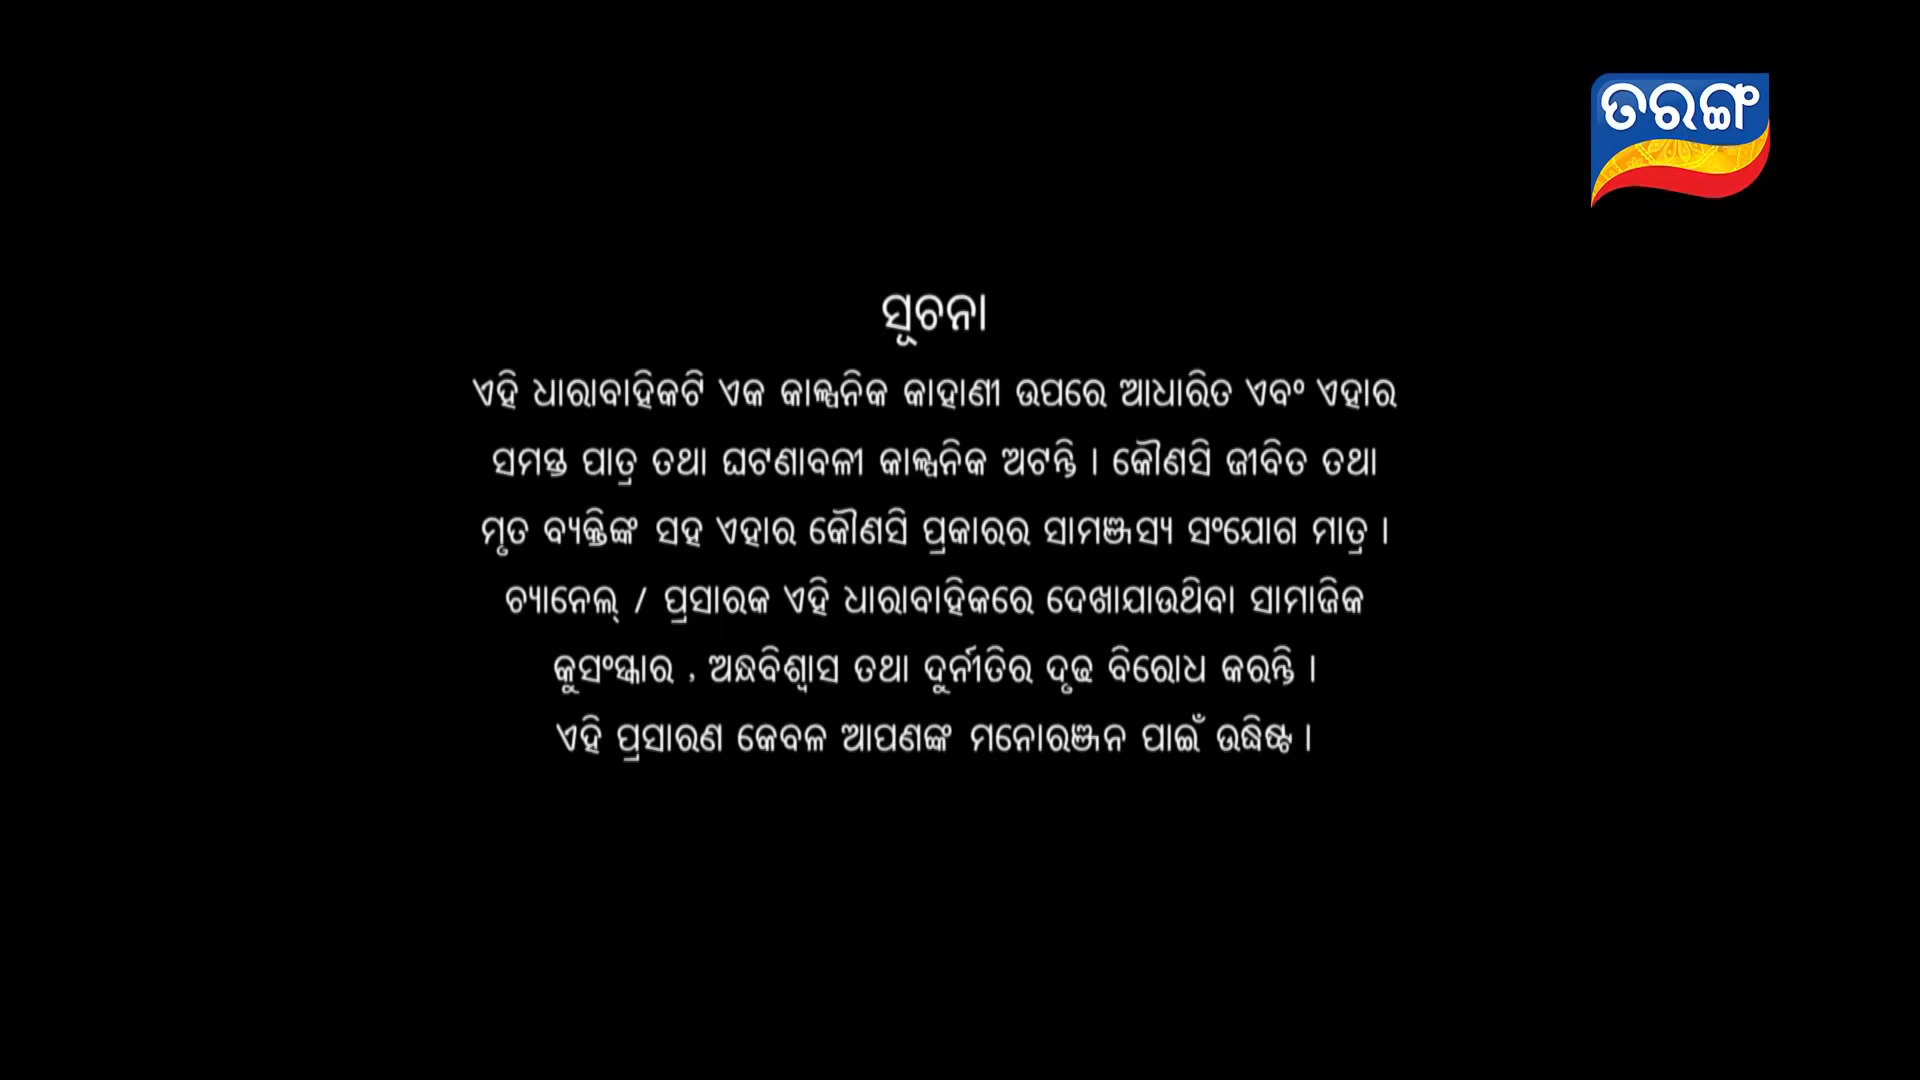 ତରଙ୍ଗ
ସୂଚନା
ଏହି ଧାରାବାହିକଟି ଏକ କାଳ୍ପନିକ କାହାଣୀ ଉପରେ ଆଧାରିତ ଏବଂ ଏହାର
ସମସ୍ତ ପାତ୍ର ତଥା ଘଟଣାବଳୀ କାଳ୍ପନିକ ଅଟନ୍ତି । କୌଣସି ଜୀବିତ ତଥା
ମୃତ ବ୍ୟକ୍ତିଙ୍କ ସହ ଏହାର କୌଣସି ପ୍ରକାରର ସାମଞ୍ଜସ୍ୟ ସଂଯୋଗ ମାତ୍ର ।
ଚ୍ୟାନେଲ୍ / ପ୍ରସାରକ ଏହି ଧାରାବାହିକରେ ଦେଖାଯାଉଥିବା ସାମାଜିକ
କୁସଂସ୍କାର , ଅନ୍ଧବିଶ୍ୱାସ ତଥା ଦୁର୍ନୀତିର ଦୃଢ ବିରୋଧ କରନ୍ତି ।
ଏହି ପ୍ରସାରଣ କେବଳ ଆପଣଙ୍କ ମନୋରଞ୍ଜନ ପାଇଁ ଉଦ୍ଧିଷ୍ଟ ।